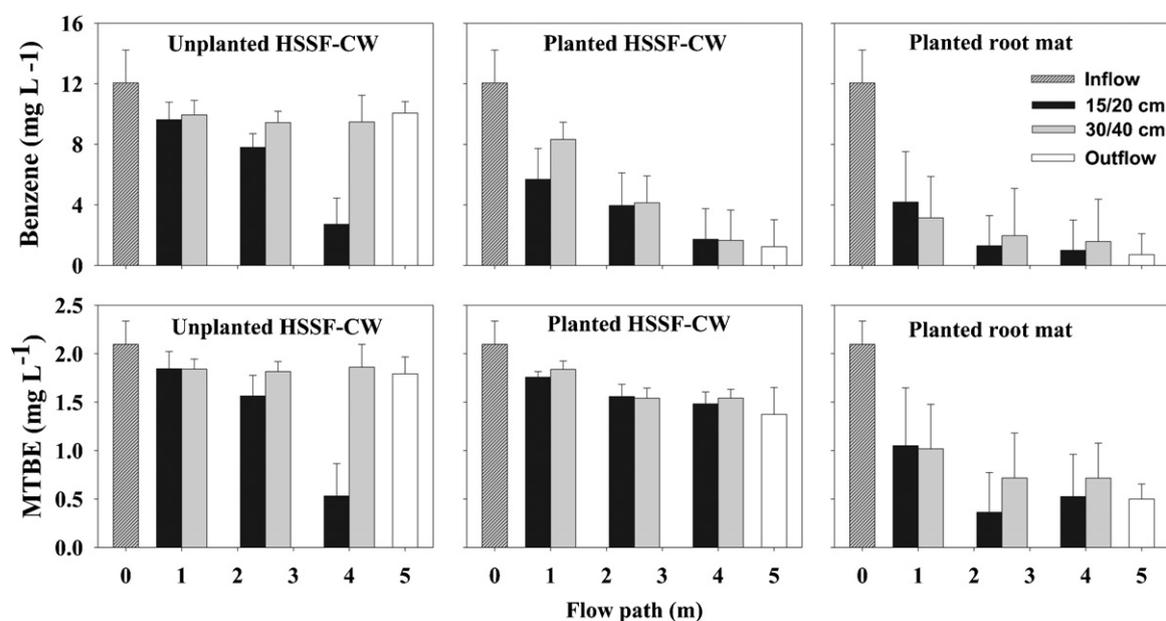 Benzene (mg L -1)
16
12
8
4
0
Unplanted HSSF-CW
Planted HSSF-CW
Planted root mat
Inflow
15/20 cm
30/40 cm
Outflow
MTBE (mg L-1)
2.5
2.0
1.5
1.0
0.5
0.0
Unplanted HSSF-CW
Planted HSSF-CW
Planted root mat
0 1 2 3 4 5
0 1 2 3 4 5
0 1 2 3 4 5
Flow path (m)